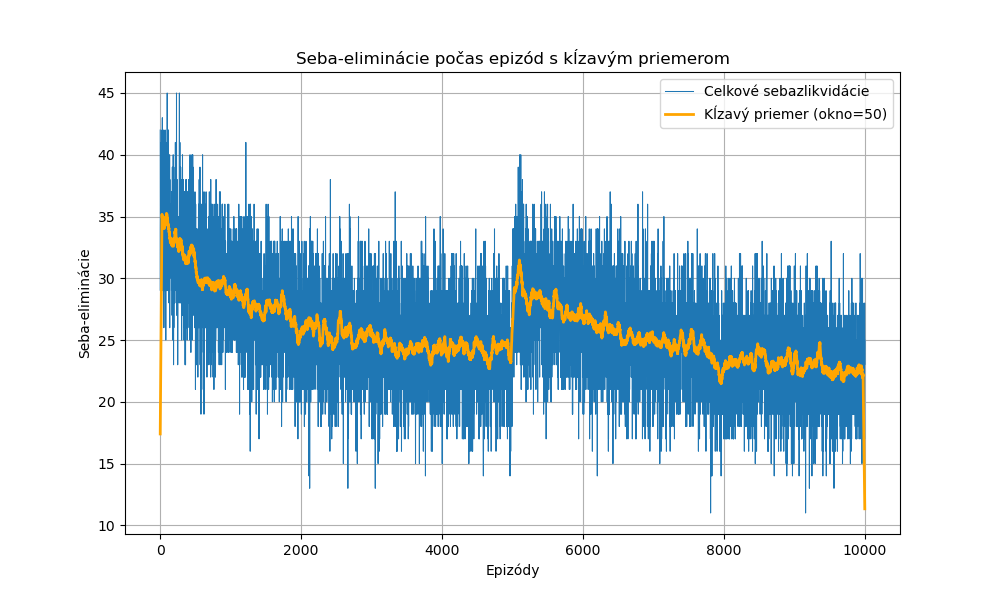 Seba-eliminácie počas epizód s kĺzavým priemerom
Celkové sebazlikvidácie
Kĺzavý priemer (okno=50)
Seba-eliminácie
45
40
35
30
25
20
15
10
0
2000
4000
6000
8000
10000
Epizódy